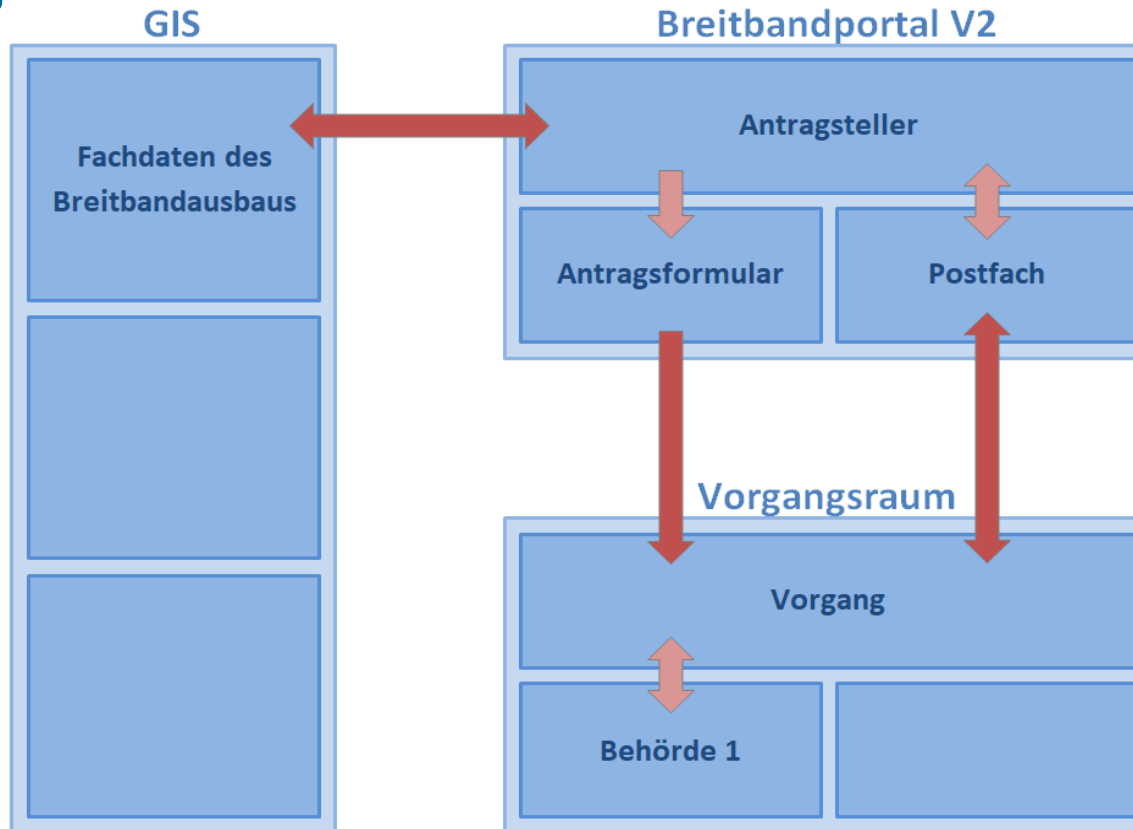 GIS
Fachdaten des
Breitbandausbaus
Breitbandportal V2
Antragsteller
Antragsformular
Postfach
Vorgangsraum
Vorgang
Behörde 1